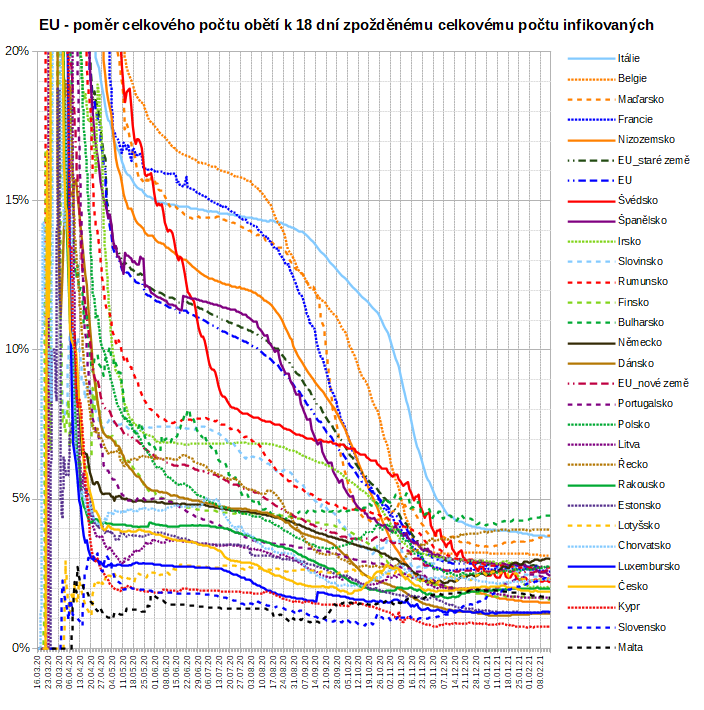 EU - poměr celkového počtu obětí k 18 dní zpožděnému celkovému počtu infikovaných
20%
15%
10%
5%
0%
16.03.20
23.03.20
30.03.20
06.04.20
13.04.20
20.04.20
27.04.20
04.05.20
11.05.20
18.05.20
25.05.20
01.06.20
08.06.20
15.06.20
22.06.20
29.06.20
06.07.20
13.07.20
20.07.20
27.07.20
03.08.20
10.08.20
17.08.20
24.08.20
31.08.20
07.09.20
14.09.20
21.09.20
28.09.20
05.10.20
12.10.20
19.10.20
26.10.20
02.11.20
09.11.20
16.11.20
23.11.20
30.11.20
07.12.20
14.12.20
21.12.20
28.12.20
04.01.21
11.01.21
18.01.21
25.01.21
01.02.21
08.02.21
Itálie
Belgie
Maďarsko
Francie
Nizozemsko
EU_staré země
EU
Švédsko
Španělsko
Irsko
Slovinsko
Rumunsko
Finsko
Bulharsko
Německo
Dánsko
EU_nové země
Portugalsko
Polsko
Litva
Řecko
Rakousko
Estonsko
Lotyšsko
Chorvatsko
Luxembursko
Česko
Kypr
Slovensko
Malta